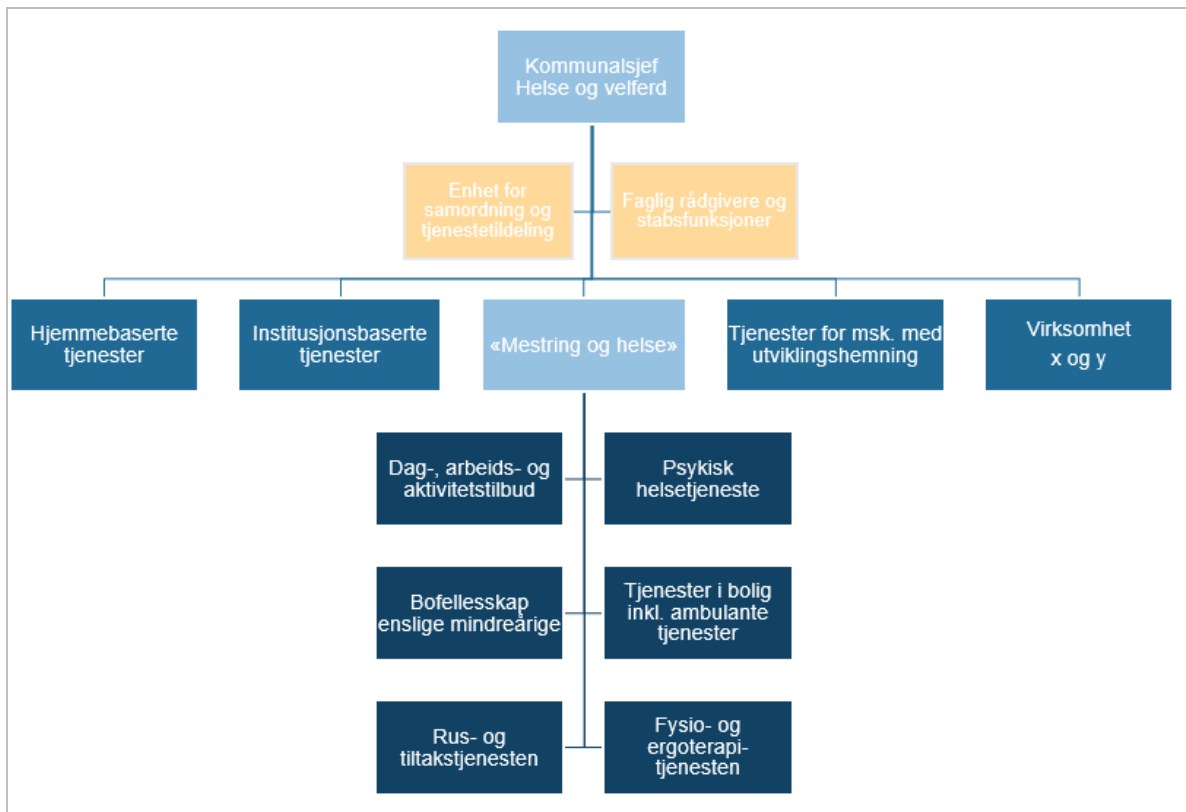 Kommunalsjef
Helse og velferd
Enhet for
samordning og
tjenestetildeling
Faglig rådgivere og
stabsfunksjoner
Hjemmebaserte
tjenester
Institusjonsbaserte
tjenester
«Mestring og helse»
Tjenester for msk. med
utviklingshemning
Virksomhet
x og y
Dag-, arbeids- og
aktivitetstilbud
Psykisk
helsetjeneste
Bofellesskap
enslige mindreårige
Tjenester i bolig
inkl. ambulante
tjenester
Rus- og
tiltakstjenesten
Fysio- og
ergoterapi-
tjenesten